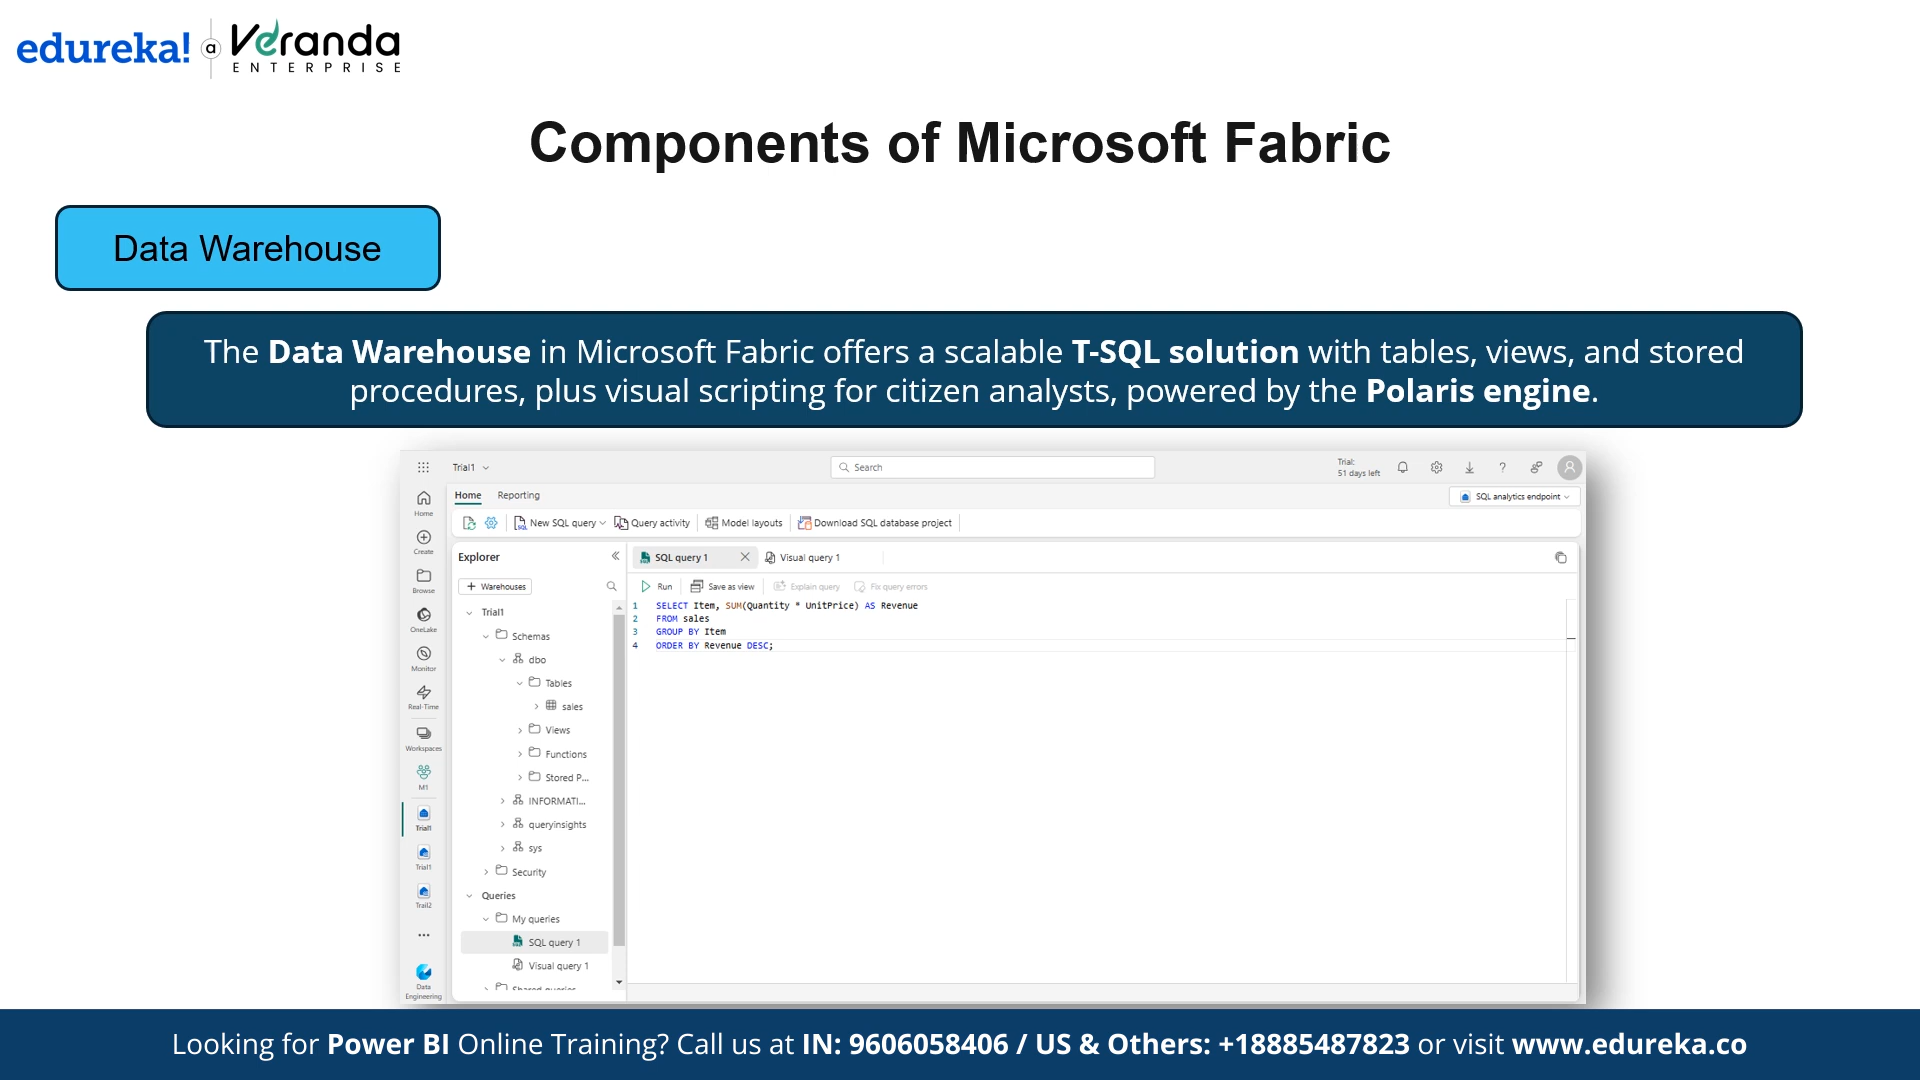 edureka! a Veranda
ENTERPRISE
Components of Microsoft Fabric
Data Warehouse
The Data Warehouse in Microsoft Fabric offers a scalable T-SQL solution with tables, views, and stored
procedures, plus visual scripting for citizen analysts, powered by the Polaris engine.
Trial1
Search
Trial:
51 days left
Home Reporting
SQL analytics endpoint
New SQL query Query activity Model layouts Download SQL database project
Home
Create
Browse
OneLake
Monitor
Real-Time
Workspaces
M1
Trial1
Trial1
Trail2
Data
Engineering
Explorer
+ Warehouses
Trial1
Schemas
dbo
Tables
sales
Views
Functions
Stored P...
INFORMATI...
queryinsights
sys
Security
Queries
My queries
SQL query 1
Visual query 1
Shared queries
SQL query 1 Visual query 1
Run Save as view Explain query Fix query errors
1 SELECT Item, SUM(Quantity * UnitPrice) AS Revenue
2 FROM sales
3 GROUP BY Item
4 ORDER BY Revenue DESC;
Looking for Power BI Online Training? Call us at IN: 9606058406 / US & Others: +18885487823 or visit www.edureka.co